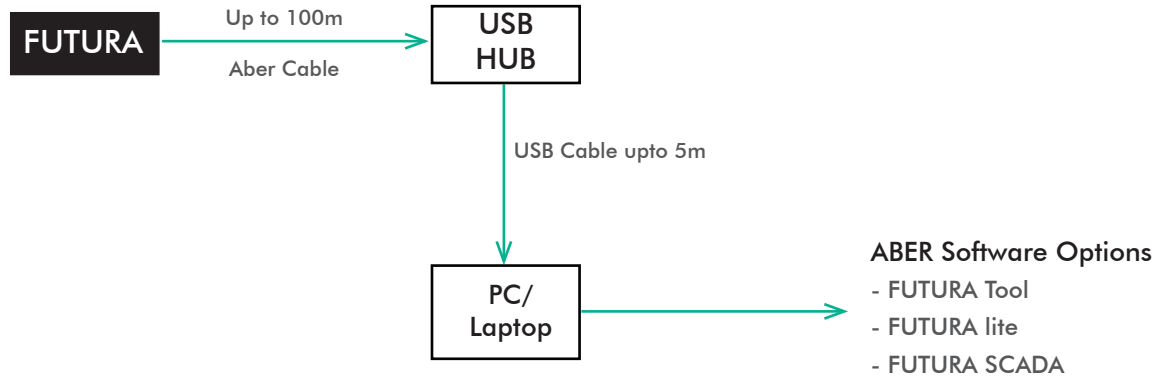 FUTURA
Up to 100m
Aber Cable
USB
HUB
USB Cable upto 5m
PC/
Laptop
ABER Software Options
- FUTURA Tool
- FUTURA lite
- FUTURA SCADA